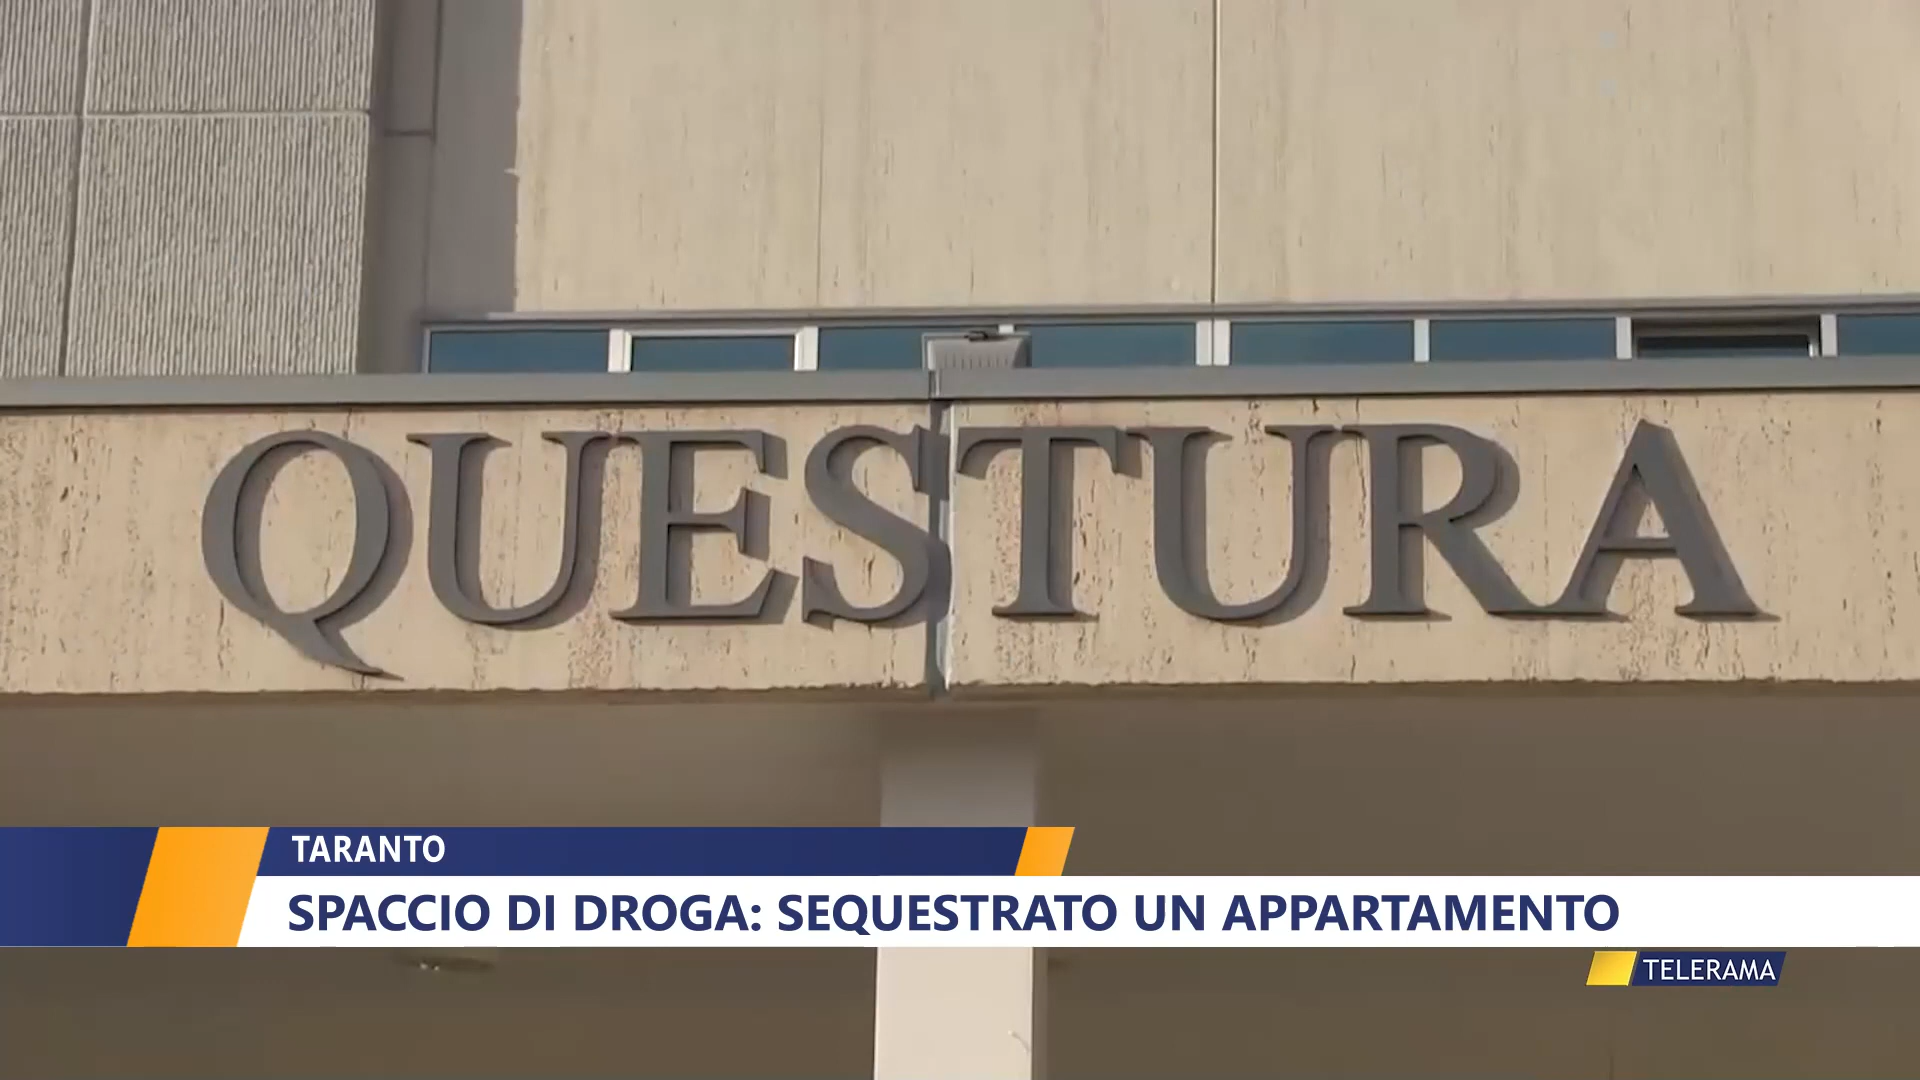 QUESTURA
TARANTO
SPACCIO DI DROGA: SEQUESTRATO UN APPARTAMENTO
TELERAMA